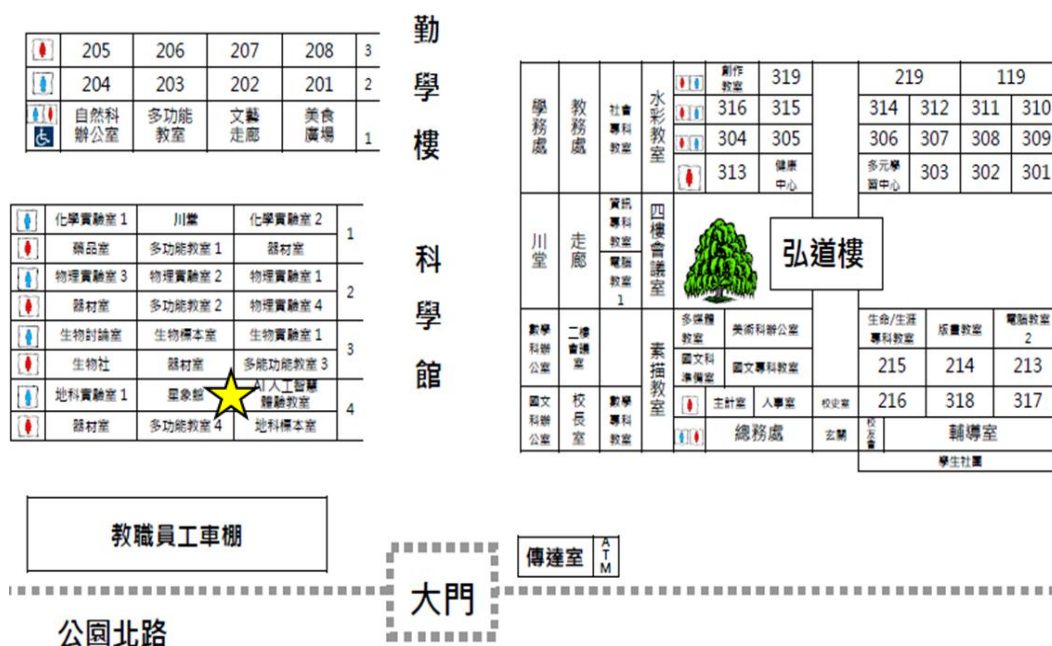 勤學樓
205 206 207 208 3
204 203 202 201 2
自然科辦公室 多功能教室 文藝走廊 美食廣場 1
科學館
化學實驗室 1 川堂 化學實驗室 2 1
藥品室 多功能教室 1 器材室
物理實驗室 3 物理實驗室 2 物理實驗室 1 2
器材室 多功能教室 2 物理實驗室 4
生物討論室 生物標本室 生物實驗室 1 3
生物社 器材室 多能功能教室 3
地科實驗室 1 星象館 AI 人工智慧體驗教室 4
器材室 多功能教室 4 地科標本室
學務處 教務處 社會專科教室 水彩教室
創作教室 319
316 315
304 305
313 健康中心
219 119
314 312 311 310
306 307 308 309
多元學習中心 303 302 301
川堂 走廊 資訊專科教室 電腦教室 1 四樓會議室
弘道樓
數學科辦公室 二樓會議室 數學專科教室 素描教室
國文科辦公室 校長室
多媒體教室 美術科辦公室
國文科準備室 國文專科教室
主計室 人事室 校史室
總務處 玄關 校友會 輔導室
生命/生涯專科教室 版畫教室 電腦教室 2
215 214 213
216 318 317
學生社團
教職員工車棚
傳達室 ATM
大門
公園北路